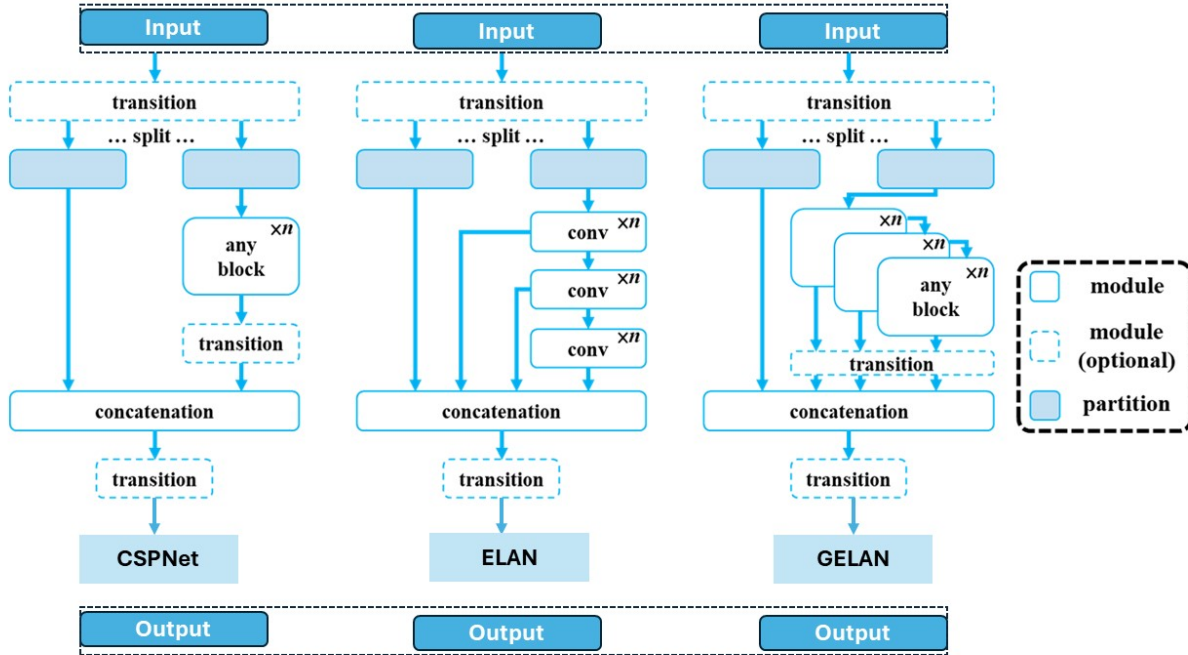 Input
Input
Input
transition
transition
transition
... split ...
... split ...
... split ...
×n
any
block
transition
concatenation
transition
CSPNet
conv ×n
conv ×n
conv ×n
concatenation
transition
ELAN
×n
×n
×n
any
block
transition
concatenation
transition
GELAN
module
module
(optional)
partition
Output
Output
Output